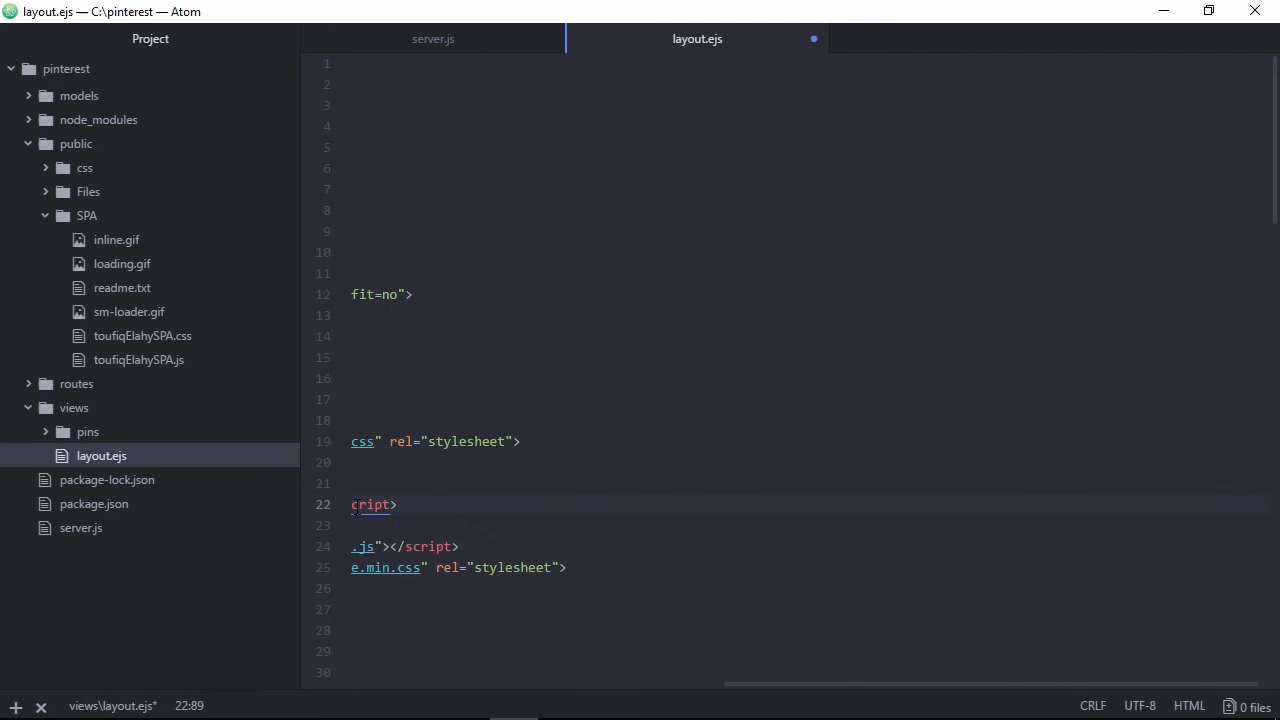 layout.ejs — C:\pinterest — Atom
Project
server.js
layout.ejs
pinterest
models
node_modules
public
css
Files
SPA
inline.gif
loading.gif
readme.txt
sm-loader.gif
toufiqElahySPA.css
toufiqElahySPA.js
routes
views
pins
layout.ejs
package-lock.json
package.json
server.js
1
2
3
4
5
6
7
8
9
10
11
12 fit=no">
13
14
15
16
17
18
19 css" rel="stylesheet">
20
21
22 cript>
23
24 .js"></script>
25 e.min.css" rel="stylesheet">
26
27
28
29
30
views\layout.ejs* 22:89 CRLF UTF-8 HTML 0 files